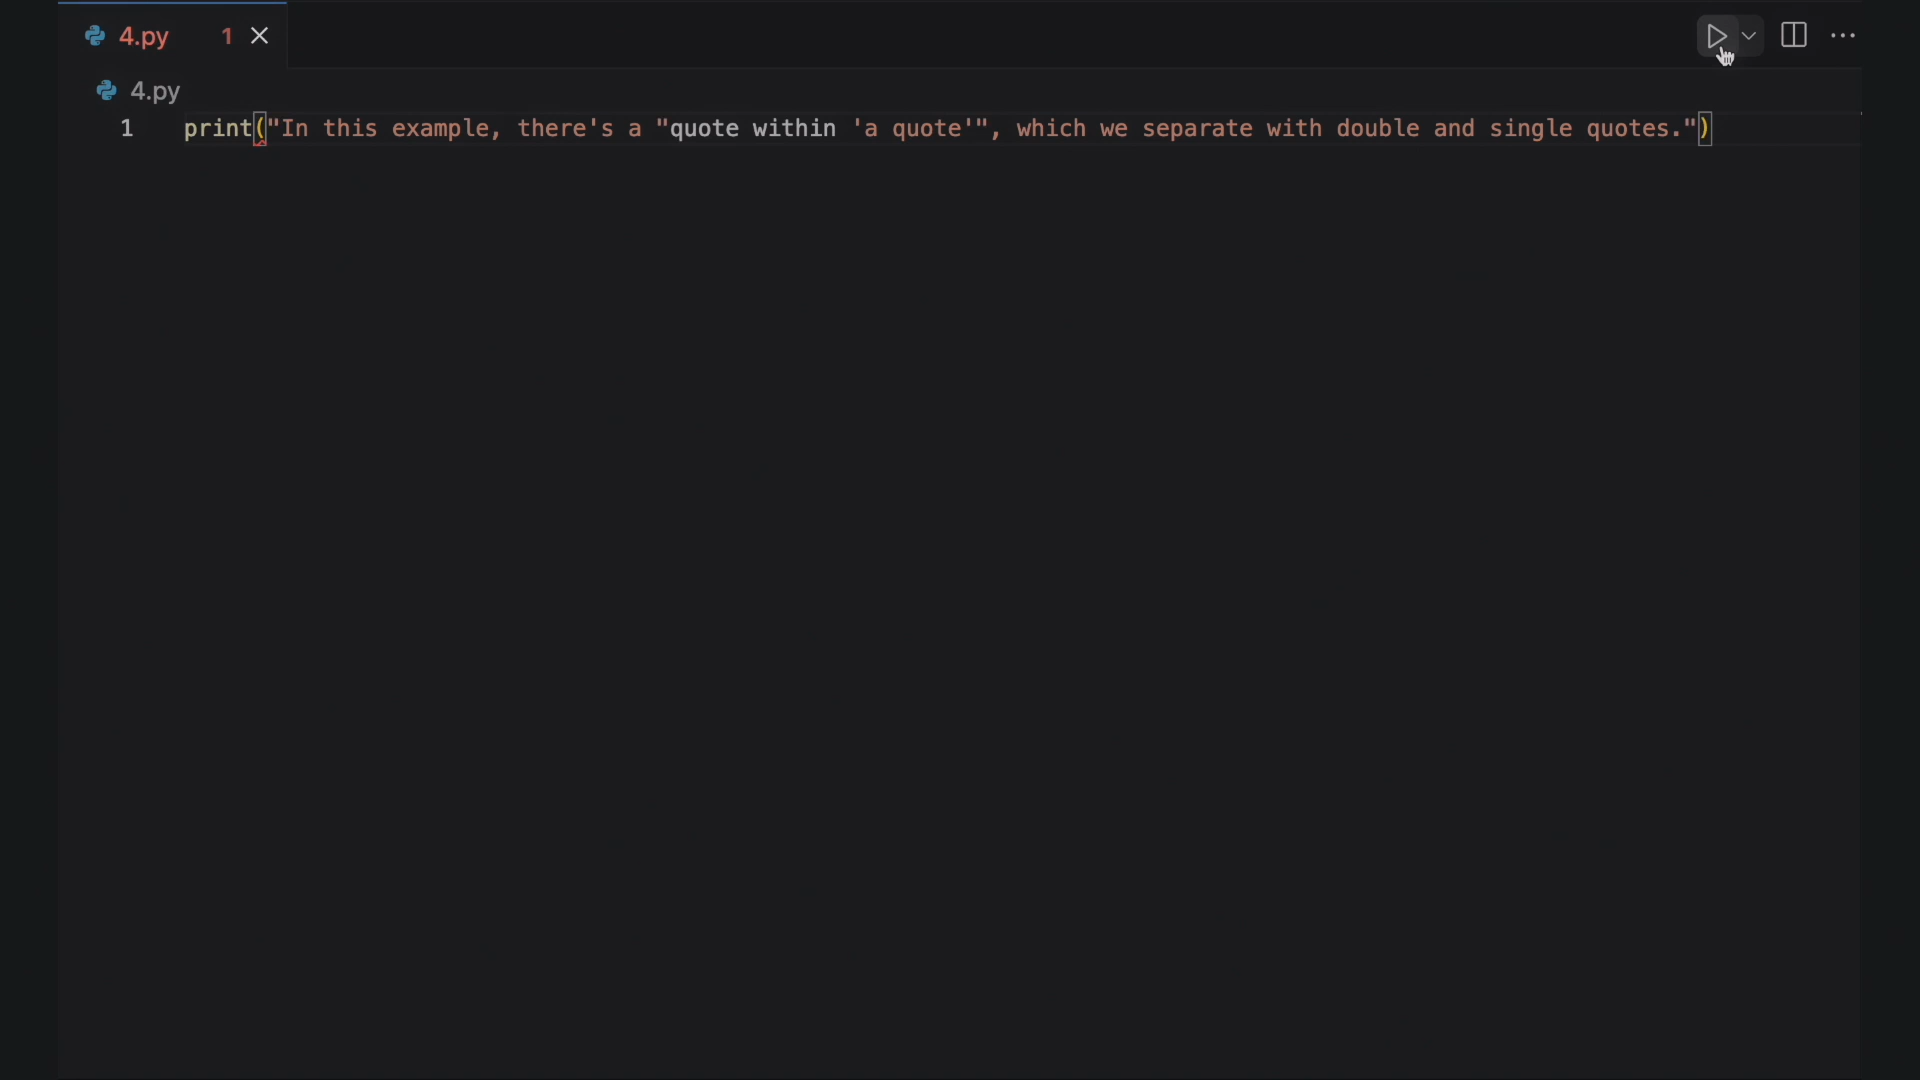 4.py 1
4.py
1 print("In this example, there's a "quote within 'a quote'", which we separate with double and single quotes.")